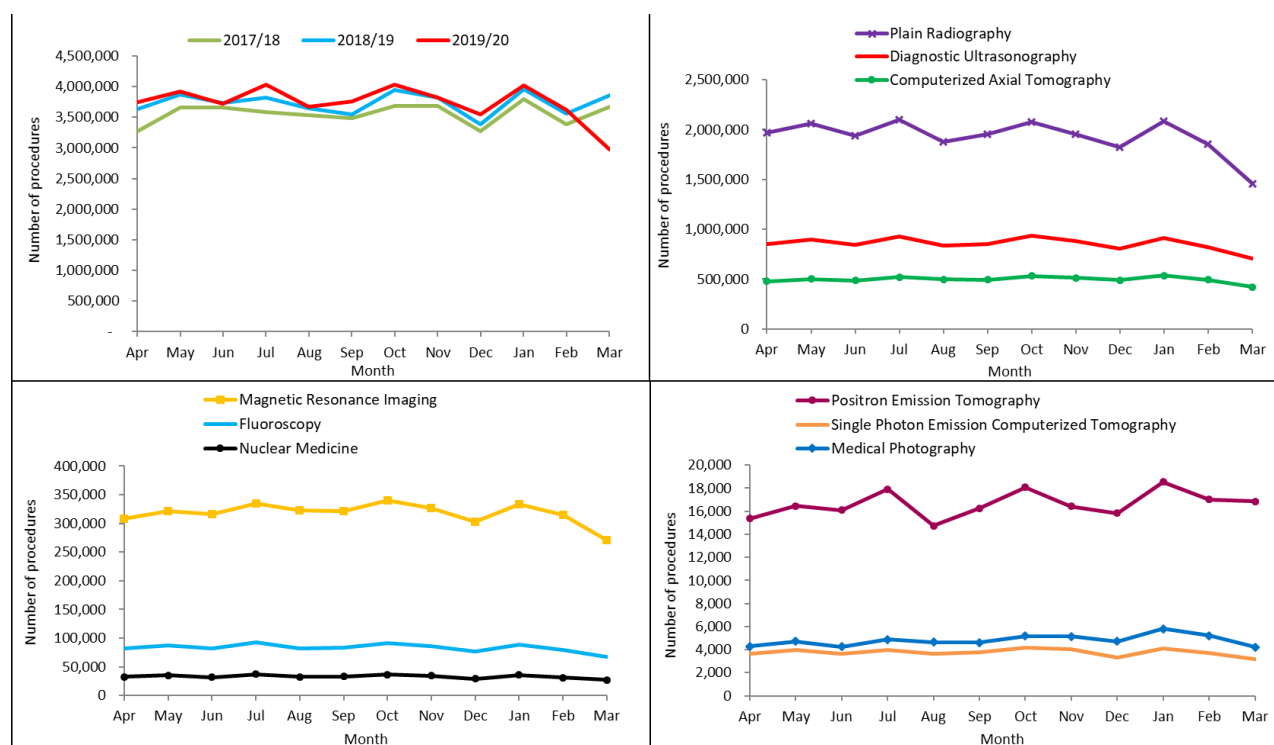 2017/18 2018/19 2019/20
4,500,000
4,000,000
3,500,000
3,000,000
2,500,000
2,000,000
1,500,000
1,000,000
500,000
-
Number of procedures
Apr May Jun Jul Aug Sep Oct Nov Dec Jan Feb Mar
Month
Plain Radiography
Diagnostic Ultrasonography
Computerized Axial Tomography
2,500,000
2,000,000
1,500,000
1,000,000
500,000
0
Number of procedures
Apr May Jun Jul Aug Sep Oct Nov Dec Jan Feb Mar
Month
Magnetic Resonance Imaging
Fluoroscopy
Nuclear Medicine
400,000
350,000
300,000
250,000
200,000
150,000
100,000
50,000
0
Number of procedures
Apr May Jun Jul Aug Sep Oct Nov Dec Jan Feb Mar
Month
Positron Emission Tomography
Single Photon Emission Computerized Tomography
Medical Photography
20,000
18,000
16,000
14,000
12,000
10,000
8,000
6,000
4,000
2,000
0
Number of procedures
Apr May Jun Jul Aug Sep Oct Nov Dec Jan Feb Mar
Month